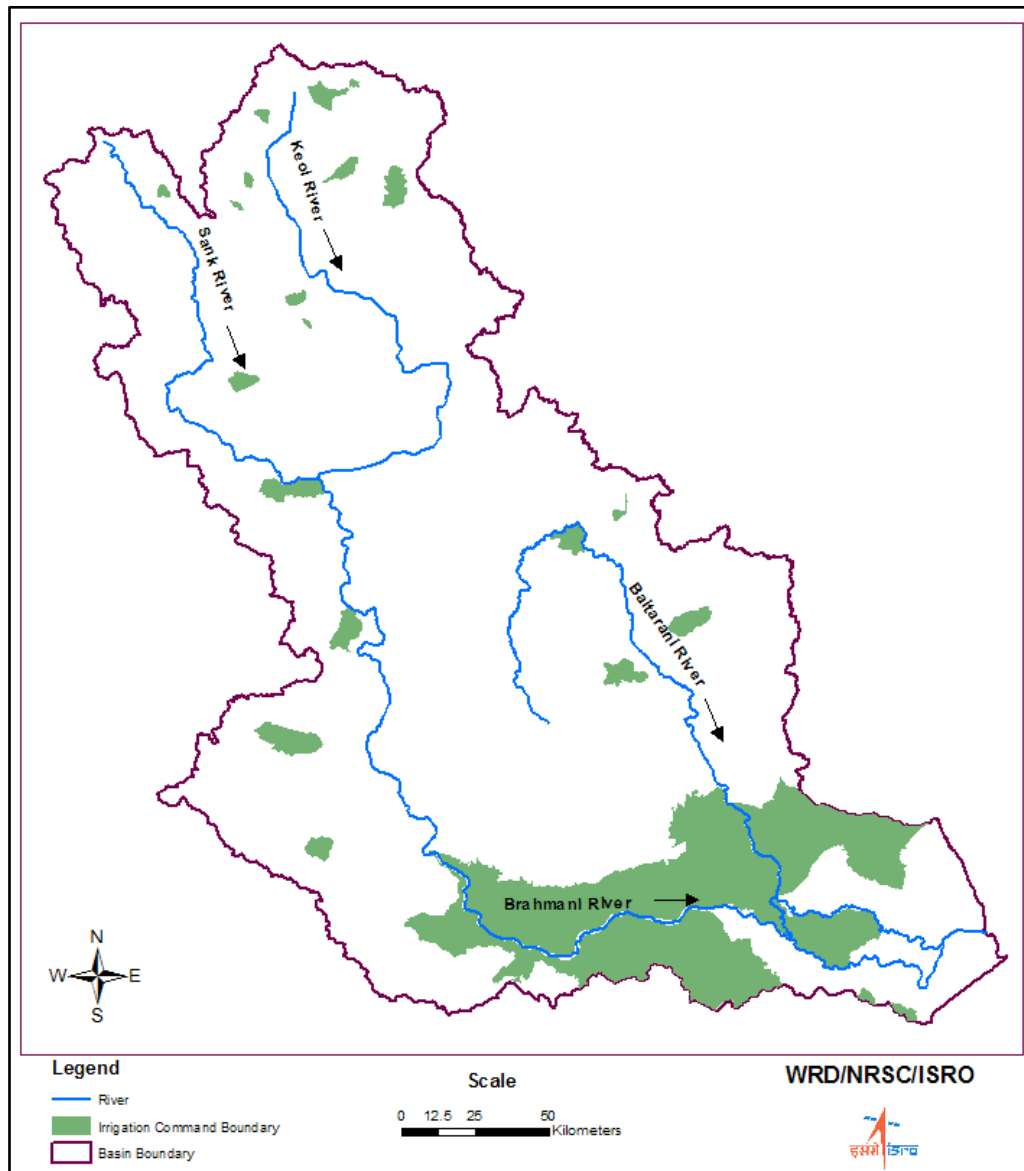 Keol River
Sank River
Baitarani River
Brahmani River
N
W E
S
Legend
River
Irrigation Command Boundary
Basin Boundary
Scale
0 12.5 25 50
Kilometers
WRD/NRSC/ISRO
इसरो isro